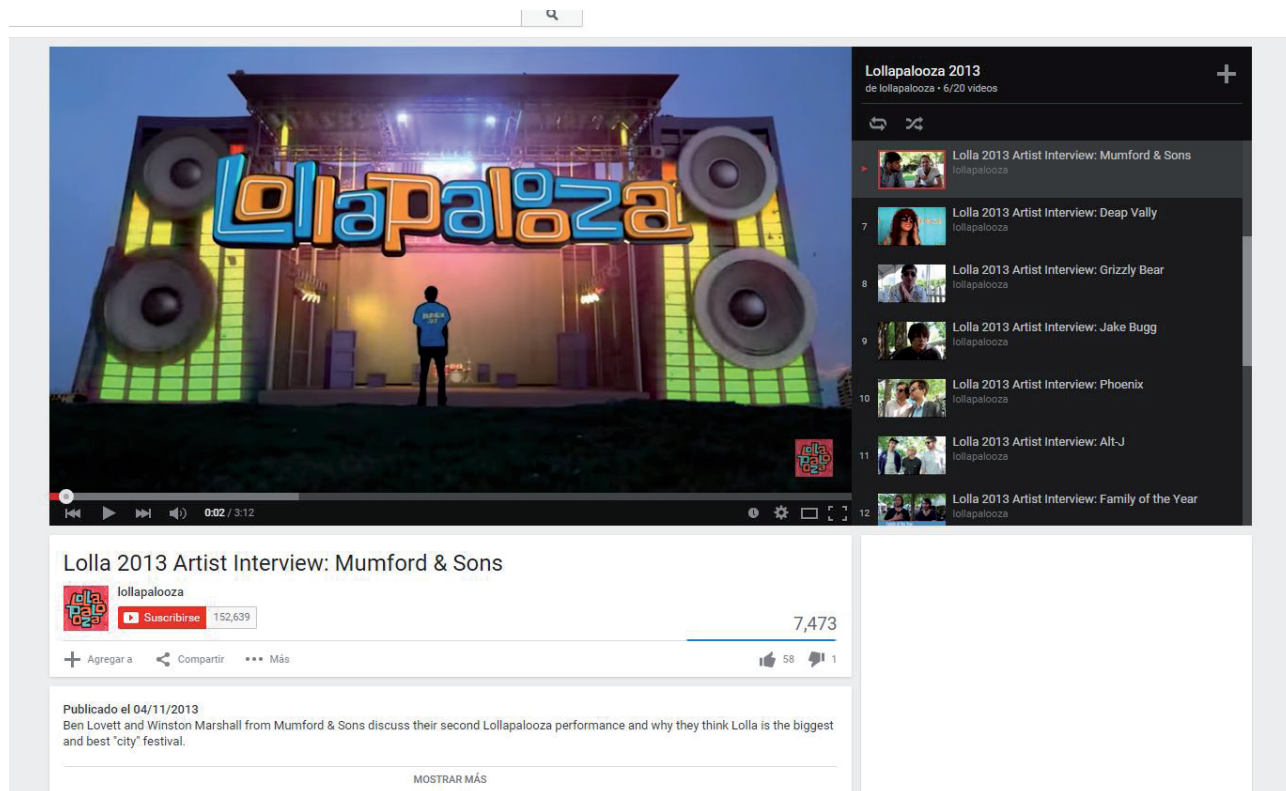 Lollapalooza
lolla
palo
oza
0:02 / 3:12
Lollapalooza 2013
de lollapalooza • 6/20 videos
Lolla 2013 Artist Interview: Mumford & Sons
lollapalooza
7
Lolla 2013 Artist Interview: Deap Vally
lollapalooza
8
Lolla 2013 Artist Interview: Grizzly Bear
lollapalooza
9
Lolla 2013 Artist Interview: Jake Bugg
lollapalooza
10
Lolla 2013 Artist Interview: Phoenix
lollapalooza
11
Lolla 2013 Artist Interview: Alt-J
lollapalooza
12
Lolla 2013 Artist Interview: Family of the Year
lollapalooza
Lolla 2013 Artist Interview: Mumford & Sons
lolla
palo
oza
lollapalooza
Suscribirse 152,639
7,473
Agregar a Compartir Más
58 1
Publicado el 04/11/2013
Ben Lovett and Winston Marshall from Mumford & Sons discuss their second Lollapalooza performance and why they think Lolla is the biggest
and best "city" festival.
MOSTRAR MÁS